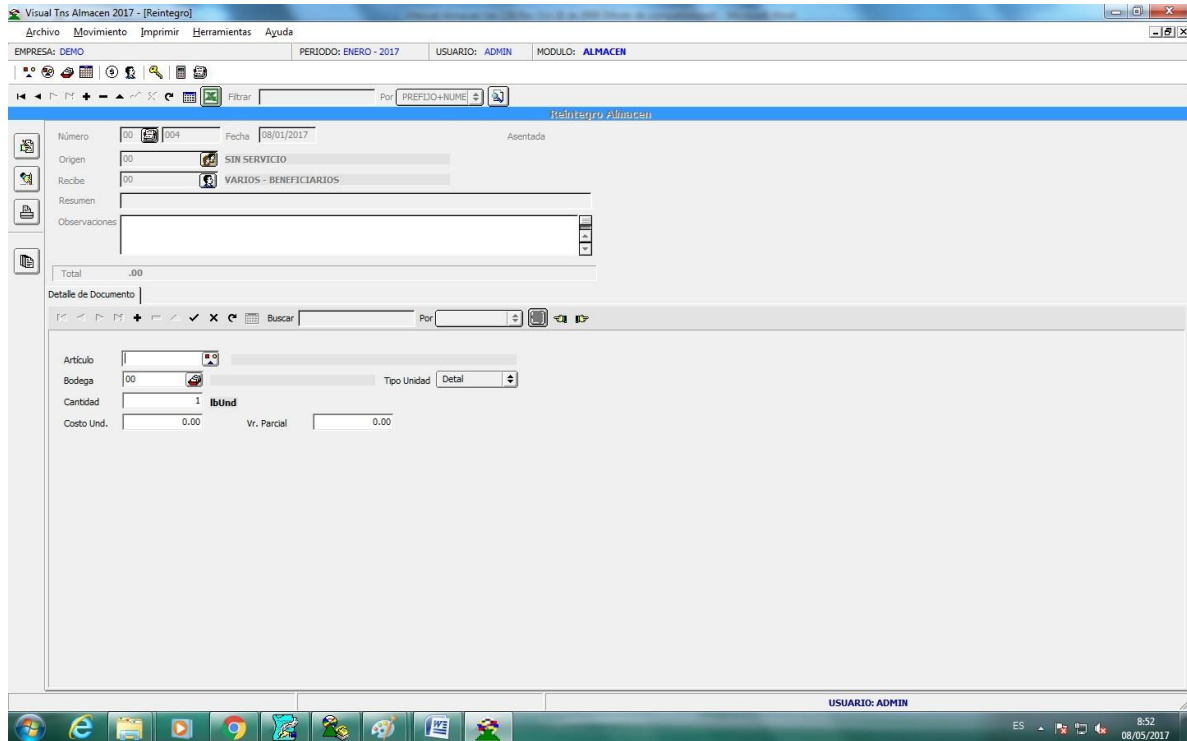 Visual Tns Almacen 2017 - [Reintegro]
Archivo Movimiento Imprimir Herramientas Ayuda
EMPRESA: DEMO PERIODO: ENERO - 2017 USUARIO: ADMIN MODULO: ALMACEN
Filtrar Por PREFIJO+NUME
Reintegro Almacen
Número 00 004 Fecha 08/01/2017 Asentada
Origen 00 SIN SERVICIO
Recibe 00 VARIOS - BENEFICIARIOS
Resumen
Observaciones
Total .00
Detalle de Documento
Buscar Por
Artículo
Bodega 00 Tipo Unidad Detal
Cantidad 1 lbUnd
Costo Und. 0.00 Vr. Parcial 0.00
USUARIO: ADMIN
ES 8:52
08/05/2017